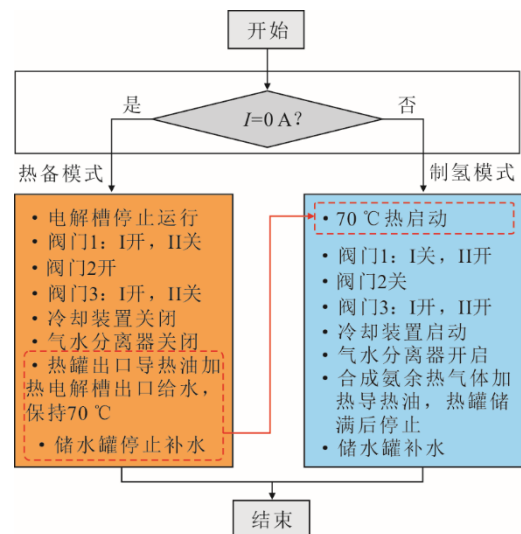 开始
I=0 A?
是
否
热备模式
制氢模式
• 电解槽停止运行
• 阀门1：I开，II关
• 阀门2开
• 阀门3：I开，II关
• 冷却装置关闭
• 气水分离器关闭
• 热罐出口导热油加
热电解槽出口给水，
保持70 ℃
• 储水罐停止补水
• 70 ℃热启动
• 阀门1：I关，II开
• 阀门2关
• 阀门3：I开，II开
• 冷却装置启动
• 气水分离器开启
• 合成氨余热气体加
热导热油，热罐储
满后停止
• 储水罐补水
结束